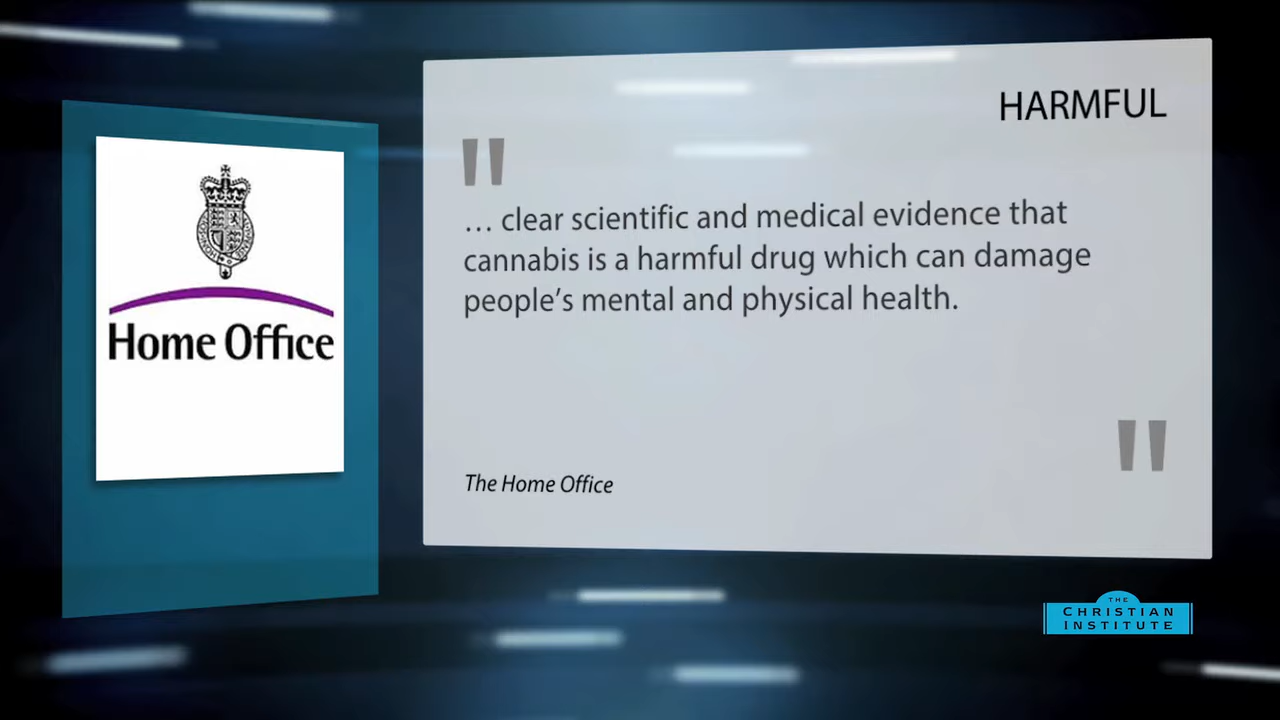 Home Office
HARMFUL
"
… clear scientific and medical evidence that
cannabis is a harmful drug which can damage
people’s mental and physical health.
"
The Home Office
THE
CHRISTIAN
INSTITUTE